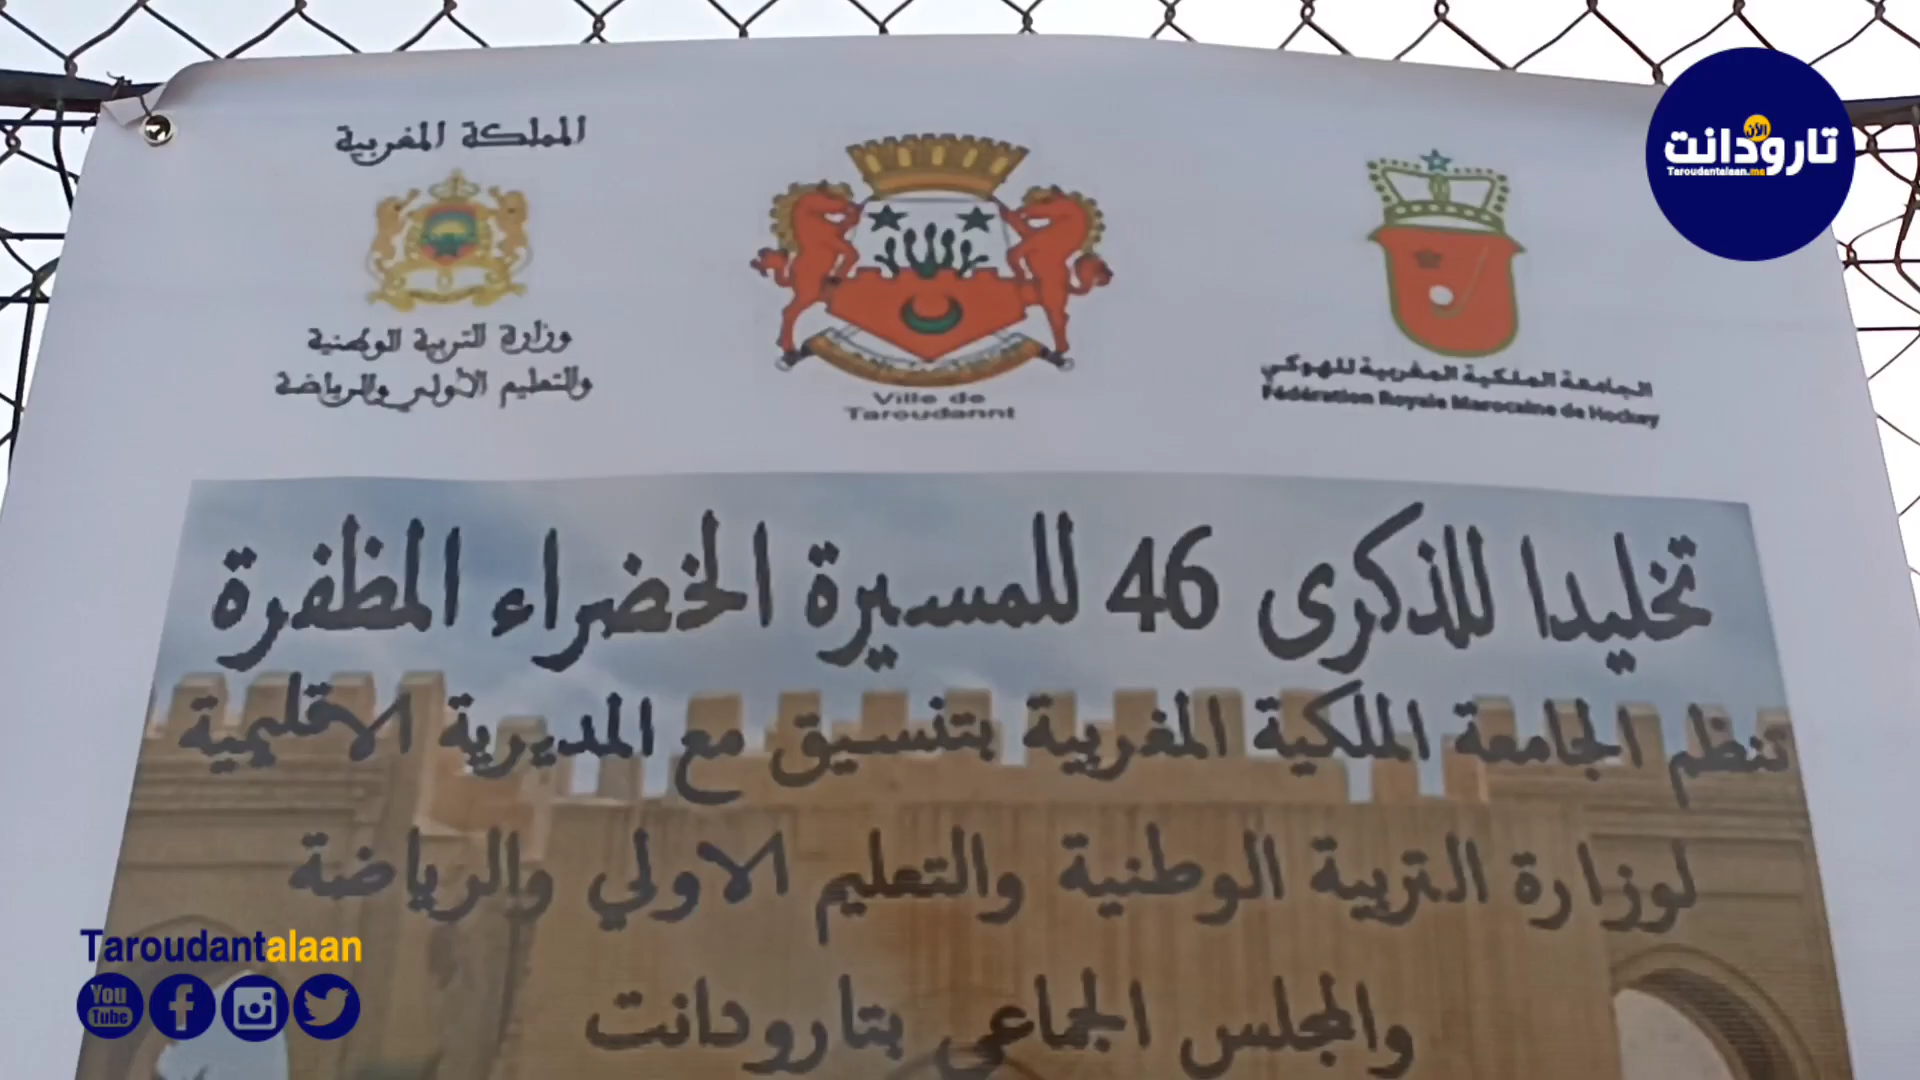 المملكة المغربية
وزارة التربية الوطنية
والتعليم الأولي والرياضة
Ville de
Taroudannt
الجامعة الملكية المغربية للهوكي
Fédération Royale Marocaine de Hockey
تارودانت
الآن
Taroudantalaan.ma
تخليدا للذكرى 46 للمسيرة الخضراء المظفرة
تنظم الجامعة الملكية المغربية بتنسيق مع المديرية الاقليمية
لوزارة التربية الوطنية والتعليم الاولي والرياضة
والمجلس الجماعي بتارودانت
Taroudantalaan
You
Tube